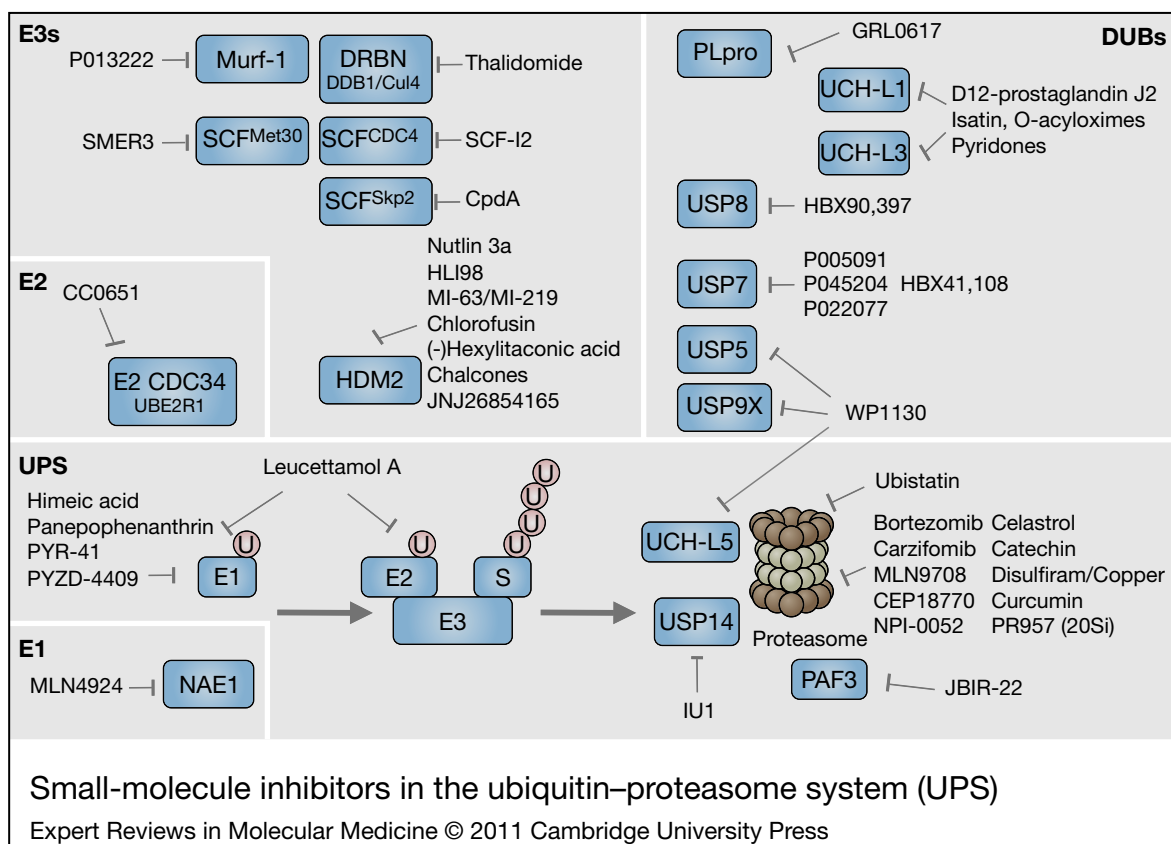 E3s
P013222
Murf-1
DRBN
DDB1/Cul4
Thalidomide
SMER3
SCFMet30
SCFCDC4
SCF-I2
SCFSkp2
CpdA
Nutlin 3a
HLI98
MI-63/MI-219
Chlorofusin
(-)Hexylitaconic acid
Chalcones
JNJ26854165
HDM2
E2
CC0651
E2 CDC34
UBE2R1
DUBs
PLpro
GRL0617
UCH-L1
UCH-L3
D12-prostaglandin J2
Isatin, O-acyloximes
Pyridones
USP8
HBX90,397
USP7
P005091
P045204 HBX41,108
P022077
USP5
USP9X
WP1130
UPS
Leucettamol A
Himeic acid
Panepophenanthrin
PYR-41
PYZD-4409
U
E1
U
E2
U
U
U
U
S
E3
UCH-L5
USP14
IU1
Proteasome
Ubistatin
Bortezomib Celastrol
Carzifomib Catechin
MLN9708 Disulfiram/Copper
CEP18770 Curcumin
NPI-0052 PR957 (20Si)
PAF3
JBIR-22
E1
MLN4924
NAE1
Small-molecule inhibitors in the ubiquitin–proteasome system (UPS)
Expert Reviews in Molecular Medicine © 2011 Cambridge University Press